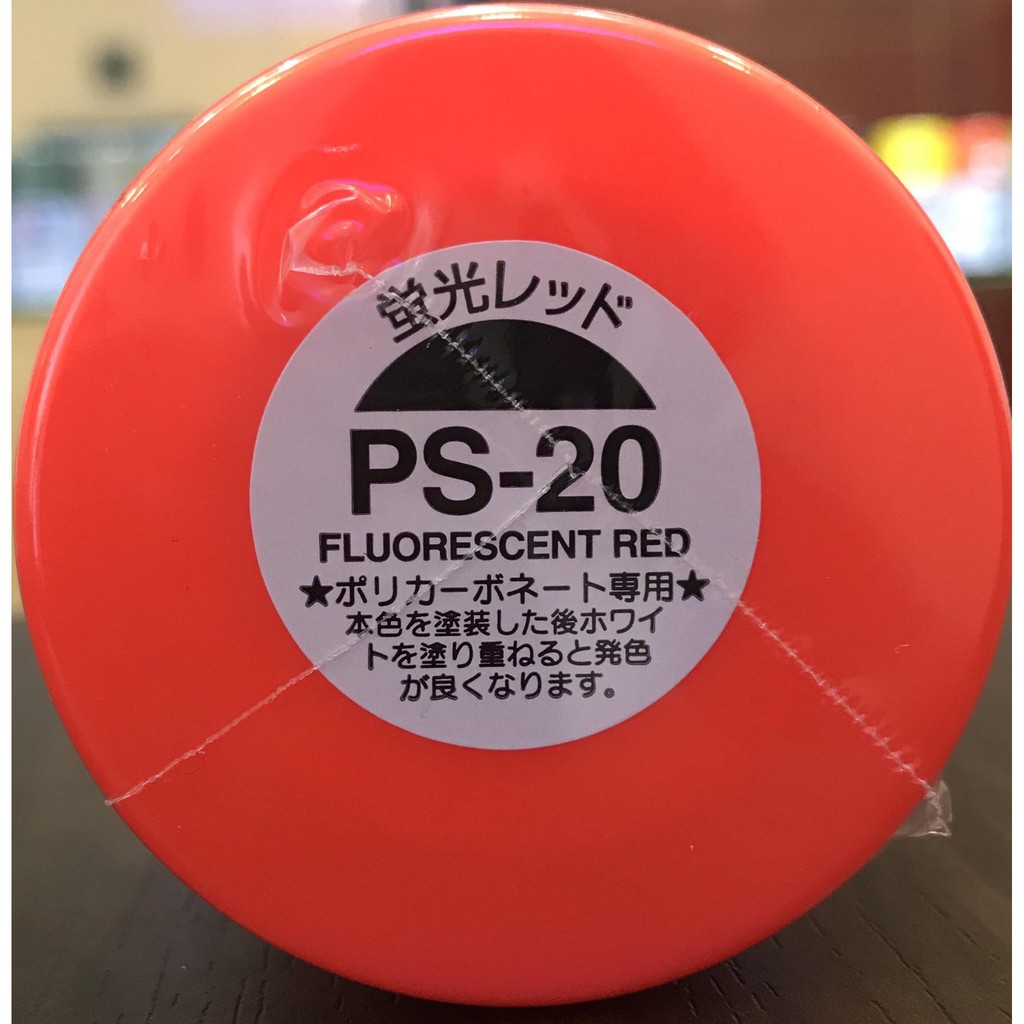 蛍光レッド
PS-20
FLUORESCENT RED
★ポリカーボネート専用★
本色を塗装した後ホワイ
トを塗り重ねると発色
が良くなります。